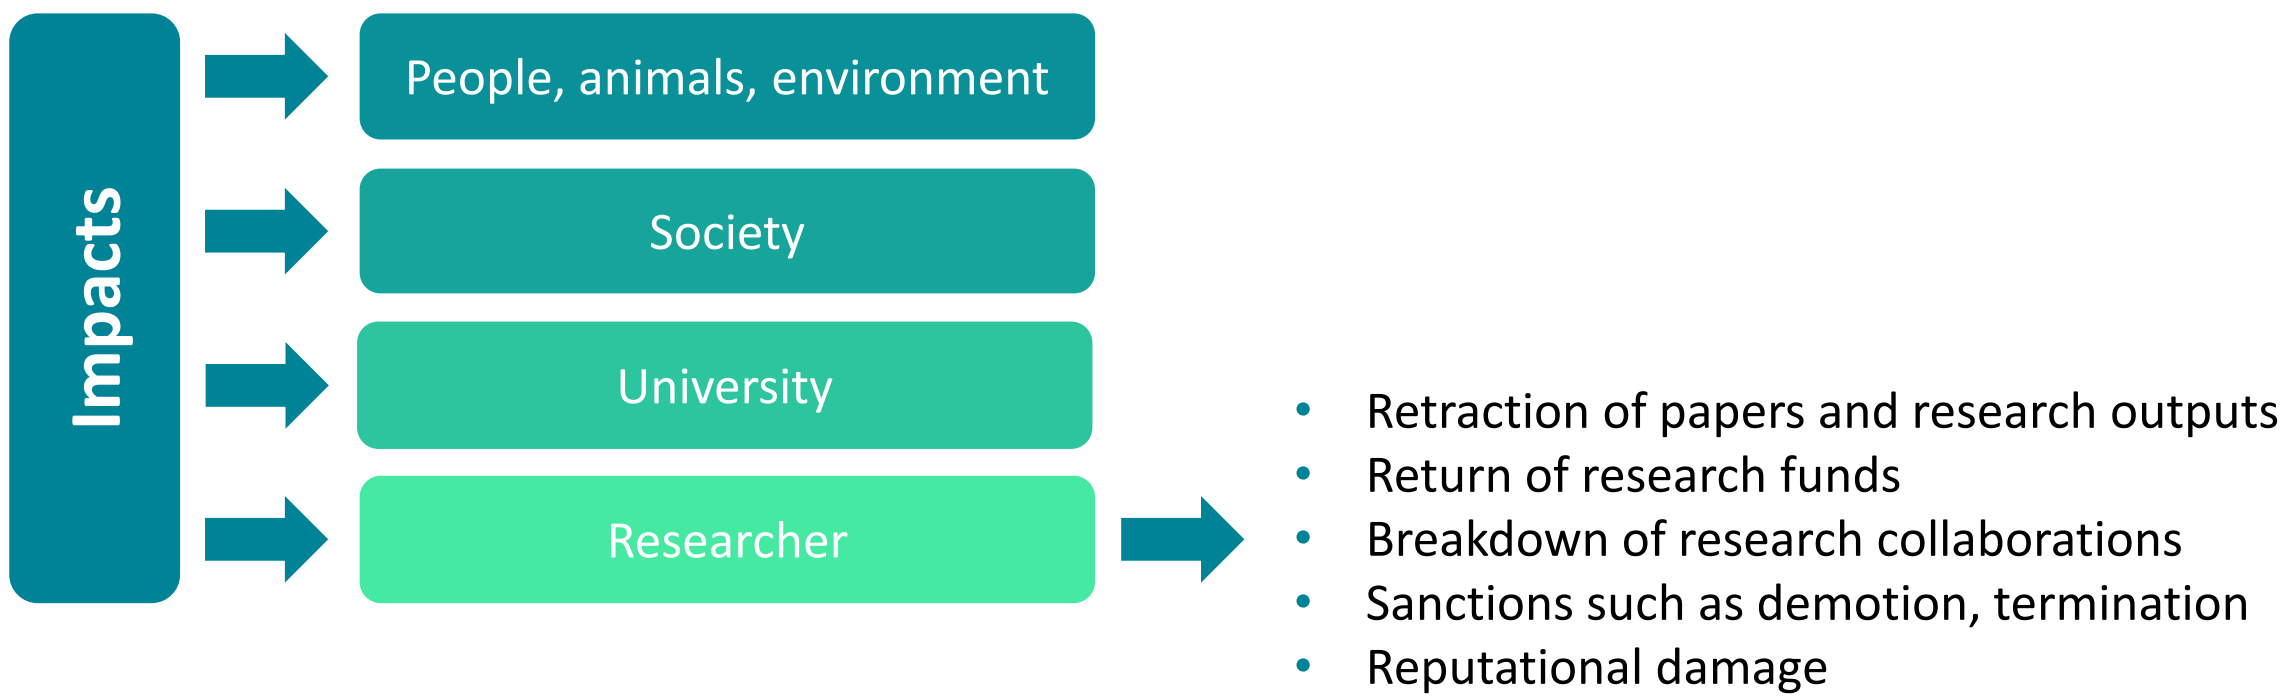 Impacts
People, animals, environment
Society
University
Researcher
• Retraction of papers and research outputs
• Return of research funds
• Breakdown of research collaborations
• Sanctions such as demotion, termination
• Reputational damage